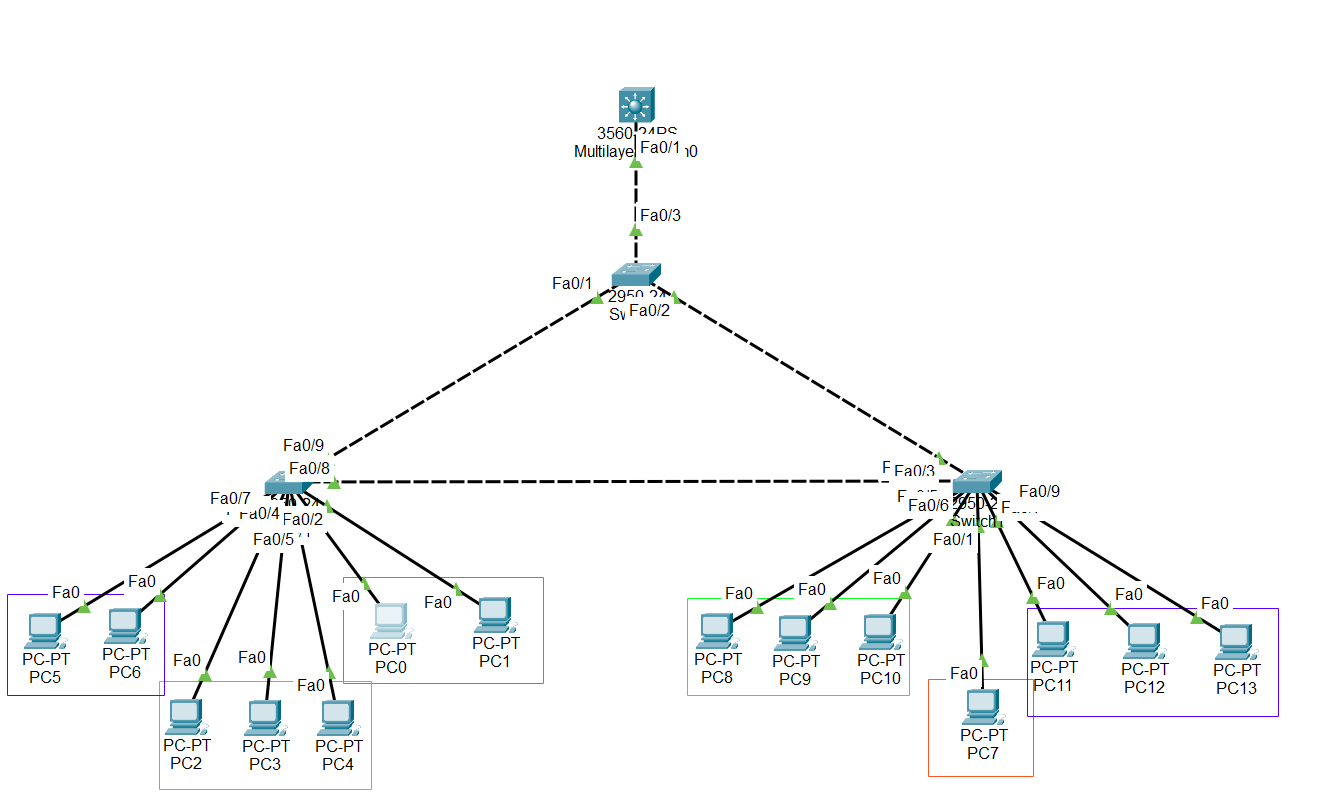 3560-24PS
Fa0/1
Fa0/3
Fa0/1
2950-24
Fa0/2
Fa0/9
Fa0/8
Fa0/3
Fa0/7
Fa0/4
Fa0/2
Fa0/5
Fa0/9
Fa0/6
Switch
Fa0/1
Fa0
Fa0
Fa0
Fa0
Fa0
Fa0
Fa0
Fa0
Fa0
Fa0
Fa0
Fa0
Fa0
Fa0
PC-PT
PC5
PC-PT
PC6
PC-PT
PC0
PC-PT
PC1
PC-PT
PC2
PC-PT
PC3
PC-PT
PC4
PC-PT
PC8
PC-PT
PC9
PC-PT
PC10
PC-PT
PC7
PC-PT
PC11
PC-PT
PC12
PC-PT
PC13